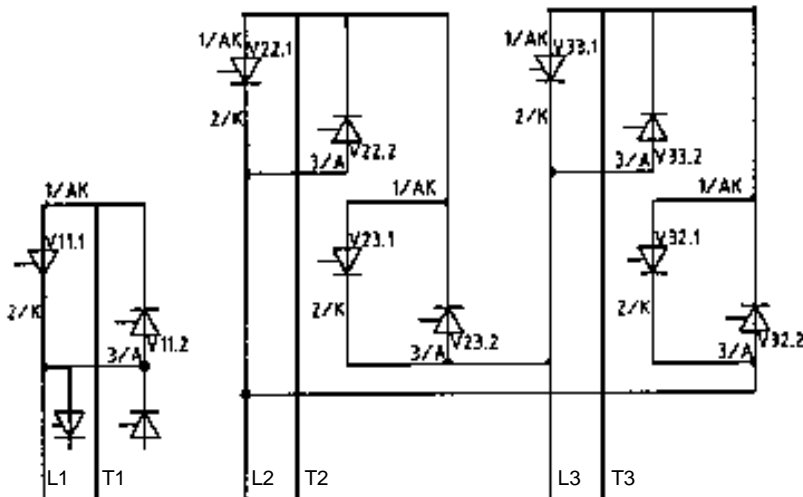 1/AK
V22.1
2/K
V22.2
3/A
1/AK
V23.1
2/K
V23.2
3/A
1/AK
V33.1
2/K
V33.2
3/A
1/AK
V32.1
2/K
V32.2
3/A
1/AK
V11.1
2/K
V11.2
3/A
L1 T1 L2 T2 L3 T3